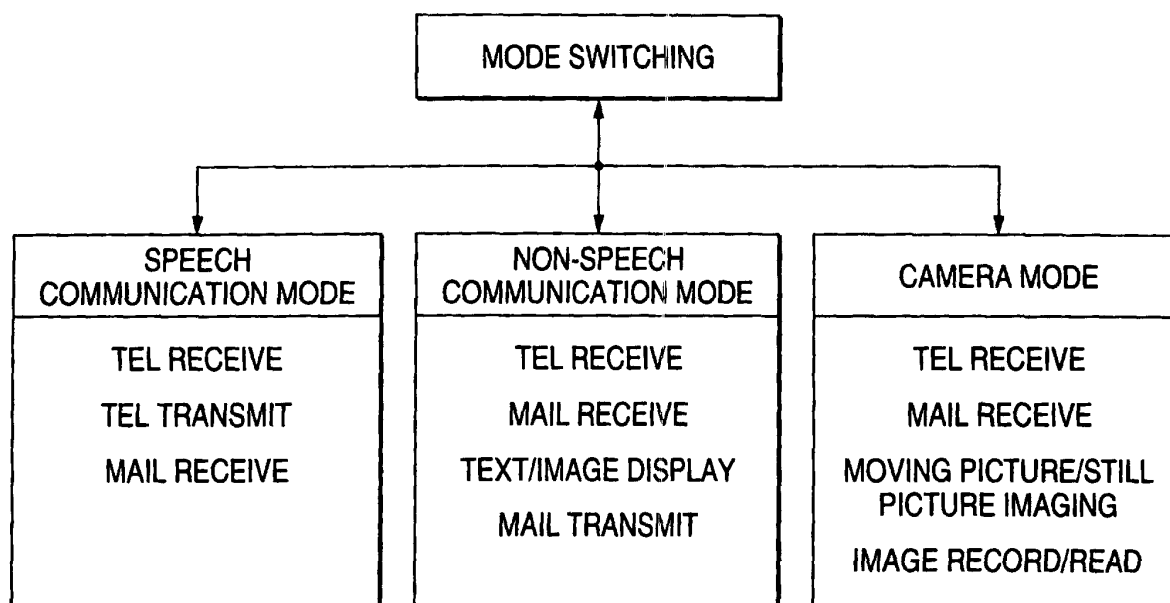 MODE SWITCHING
SPEECH
COMMUNICATION MODE
TEL RECEIVE
TEL TRANSMIT
MAIL RECEIVE
NON-SPEECH
COMMUNICATION MODE
TEL RECEIVE
MAIL RECEIVE
TEXT/IMAGE DISPLAY
MAIL TRANSMIT
CAMERA MODE
TEL RECEIVE
MAIL RECEIVE
MOVING PICTURE/STILL
PICTURE IMAGING
IMAGE RECORD/READ